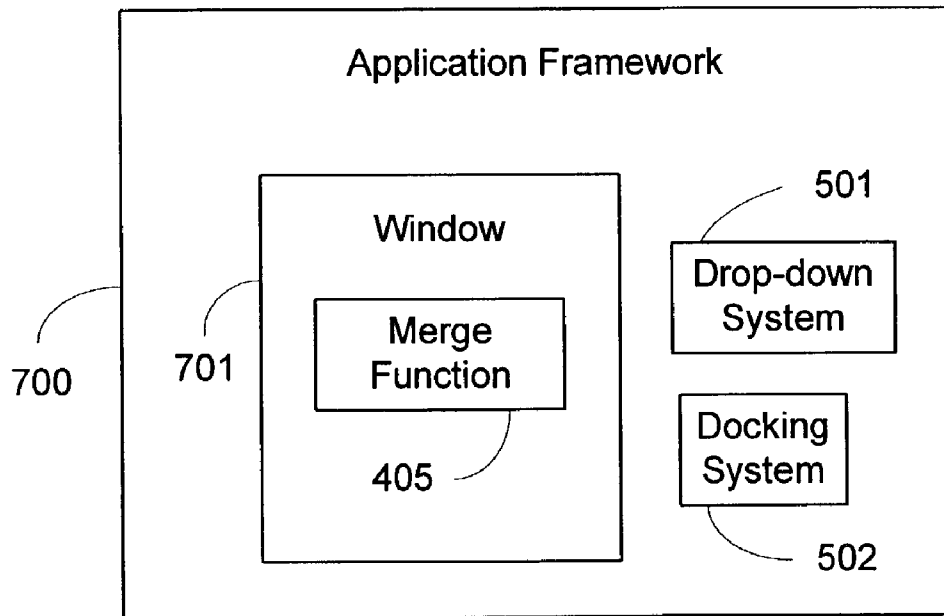 Application Framework
501
Window
Drop-down
System
Merge
Function
700
701
405
Docking
System
502